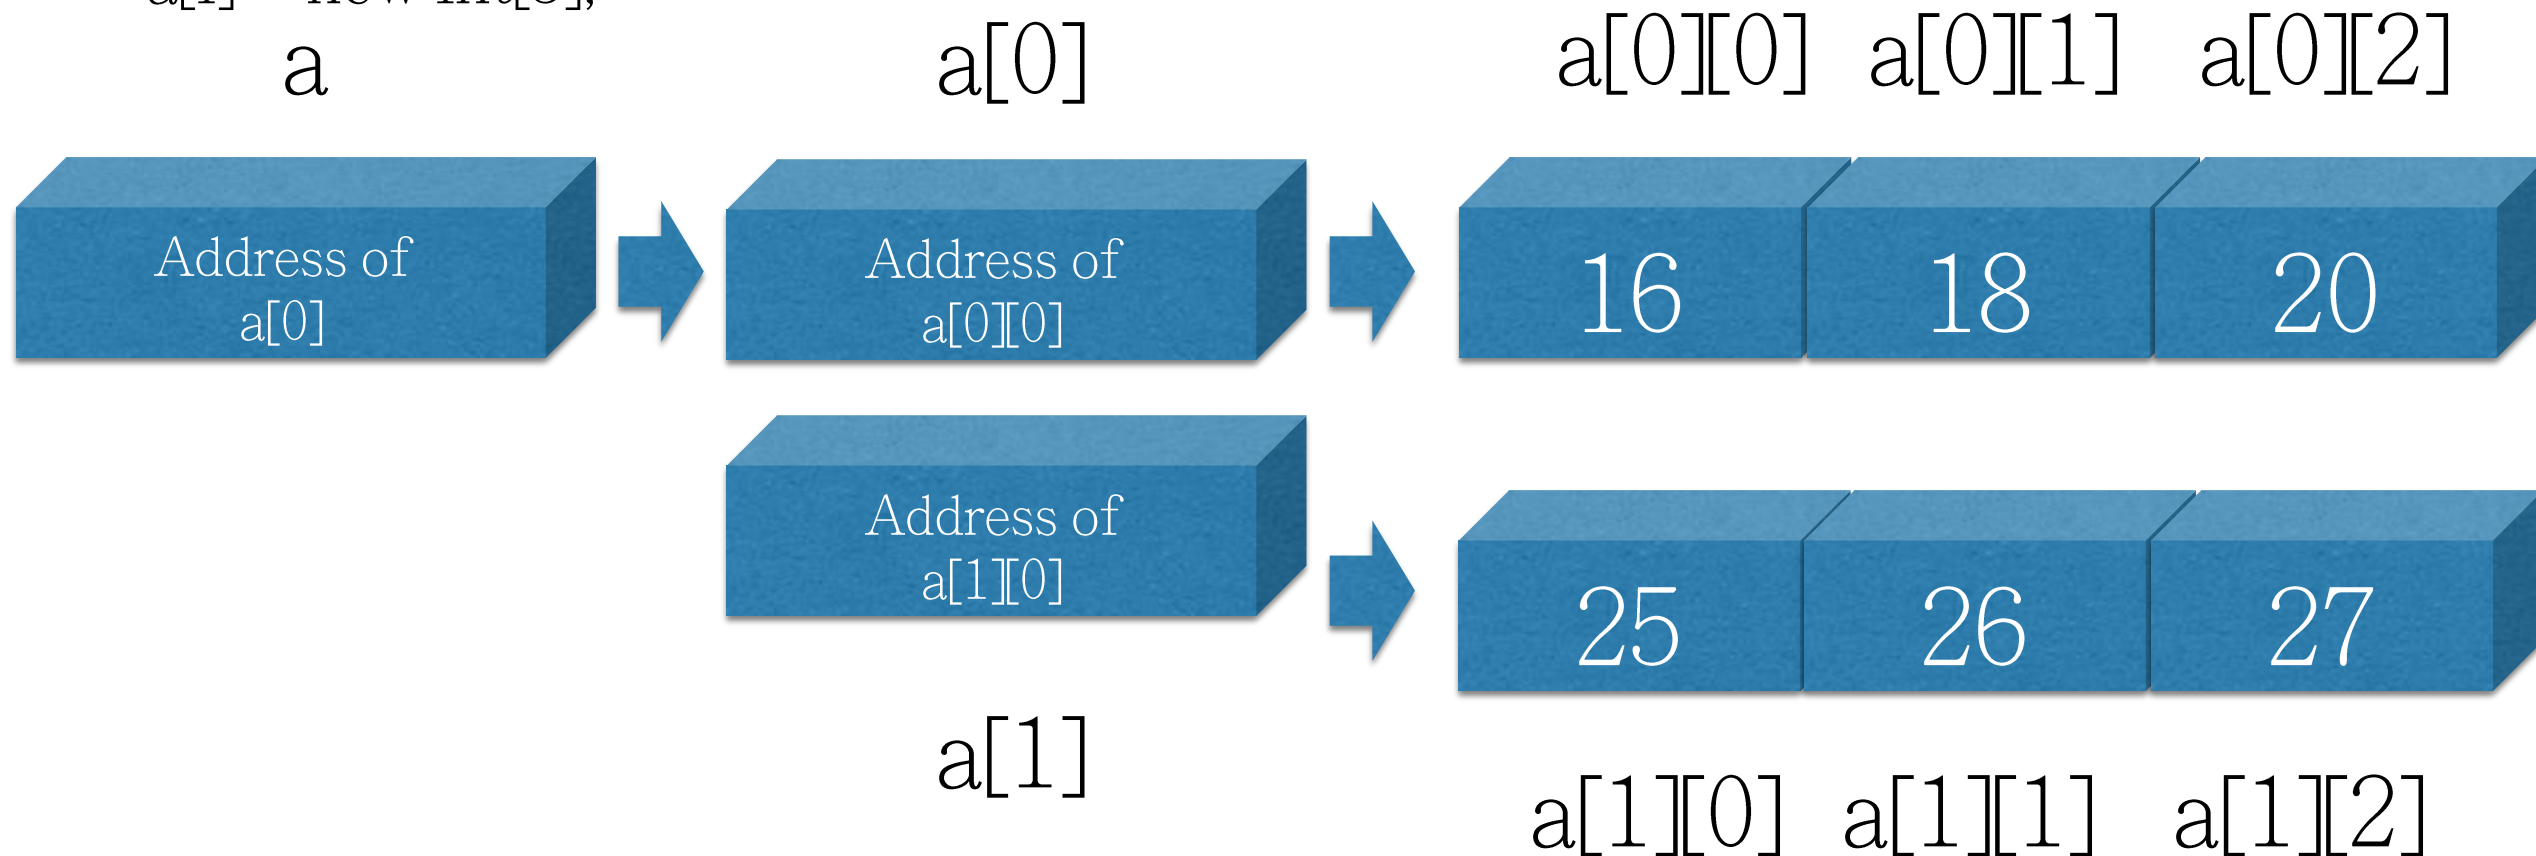 a[0][0] a[0][1] a[0][2]
a a[0]
Address of
a[0]
Address of
a[0][0]
16 18 20
Address of
a[1][0]
25 26 27
a[1]
a[1][0] a[1][1] a[1][2]